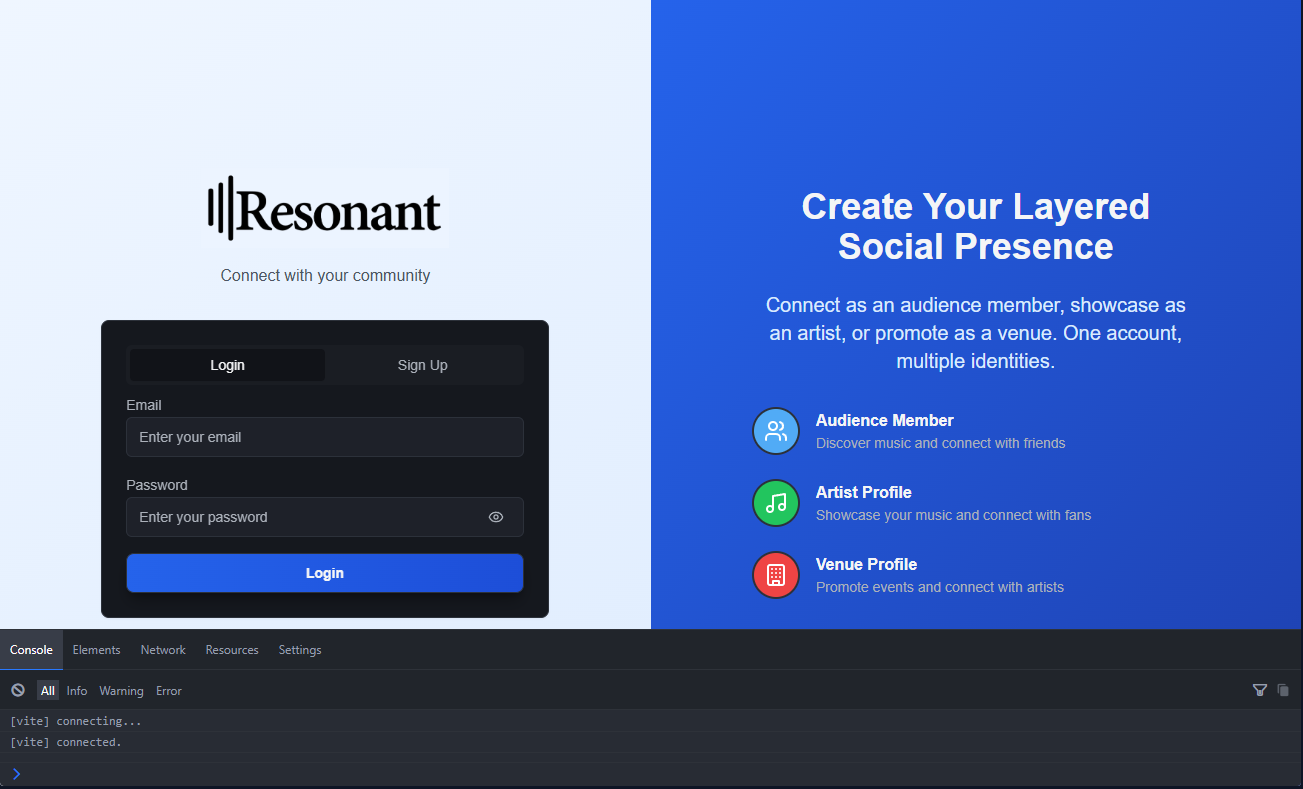 Resonant
Connect with your community
Login
Sign Up
Email
Enter your email
Password
Enter your password
Login
Create Your Layered
Social Presence
Connect as an audience member, showcase as
an artist, or promote as a venue. One account,
multiple identities.
Audience Member
Discover music and connect with friends
Artist Profile
Showcase your music and connect with fans
Venue Profile
Promote events and connect with artists
Console
Elements
Network
Resources
Settings
All
Info
Warning
Error
[vite] connecting...
[vite] connected.